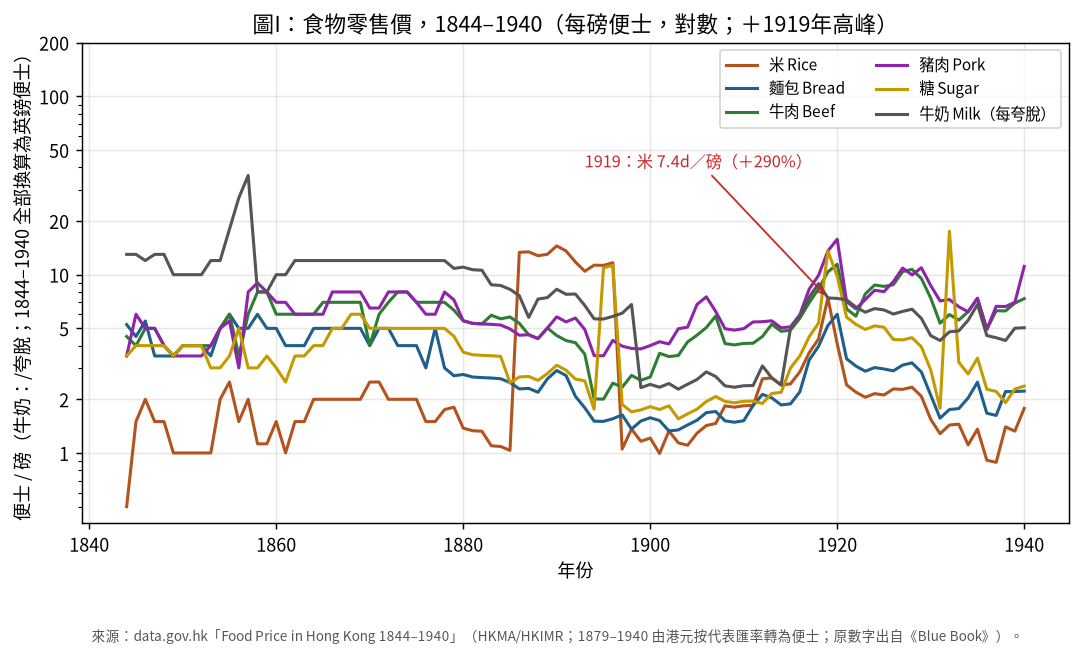 圖I：食物零售價，1844–1940（每磅便士，對數；＋1919年高峰）
便士 / 磅（牛奶：/夸脫；1844–1940 全部換算為英鎊便士）
200
100
50
20
10
5
2
1
米 Rice
麵包 Bread
牛肉 Beef
豬肉 Pork
糖 Sugar
牛奶 Milk（每夸脫）
1919：米 7.4d／磅（＋290%）
1840
1860
1880
1900
1920
1940
年份
來源：data.gov.hk「Food Price in Hong Kong 1844–1940」（HKMA/HKIMR；1879–1940 由港元按代表匯率轉為便士；原數字出自《Blue Book》）。